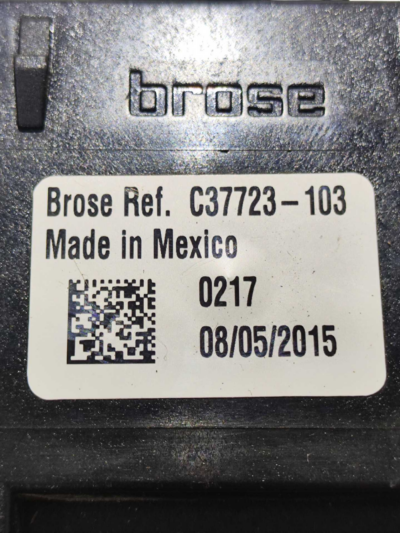 brose
Brose Ref. C37723-103
Made in Mexico
0217
08/05/2015